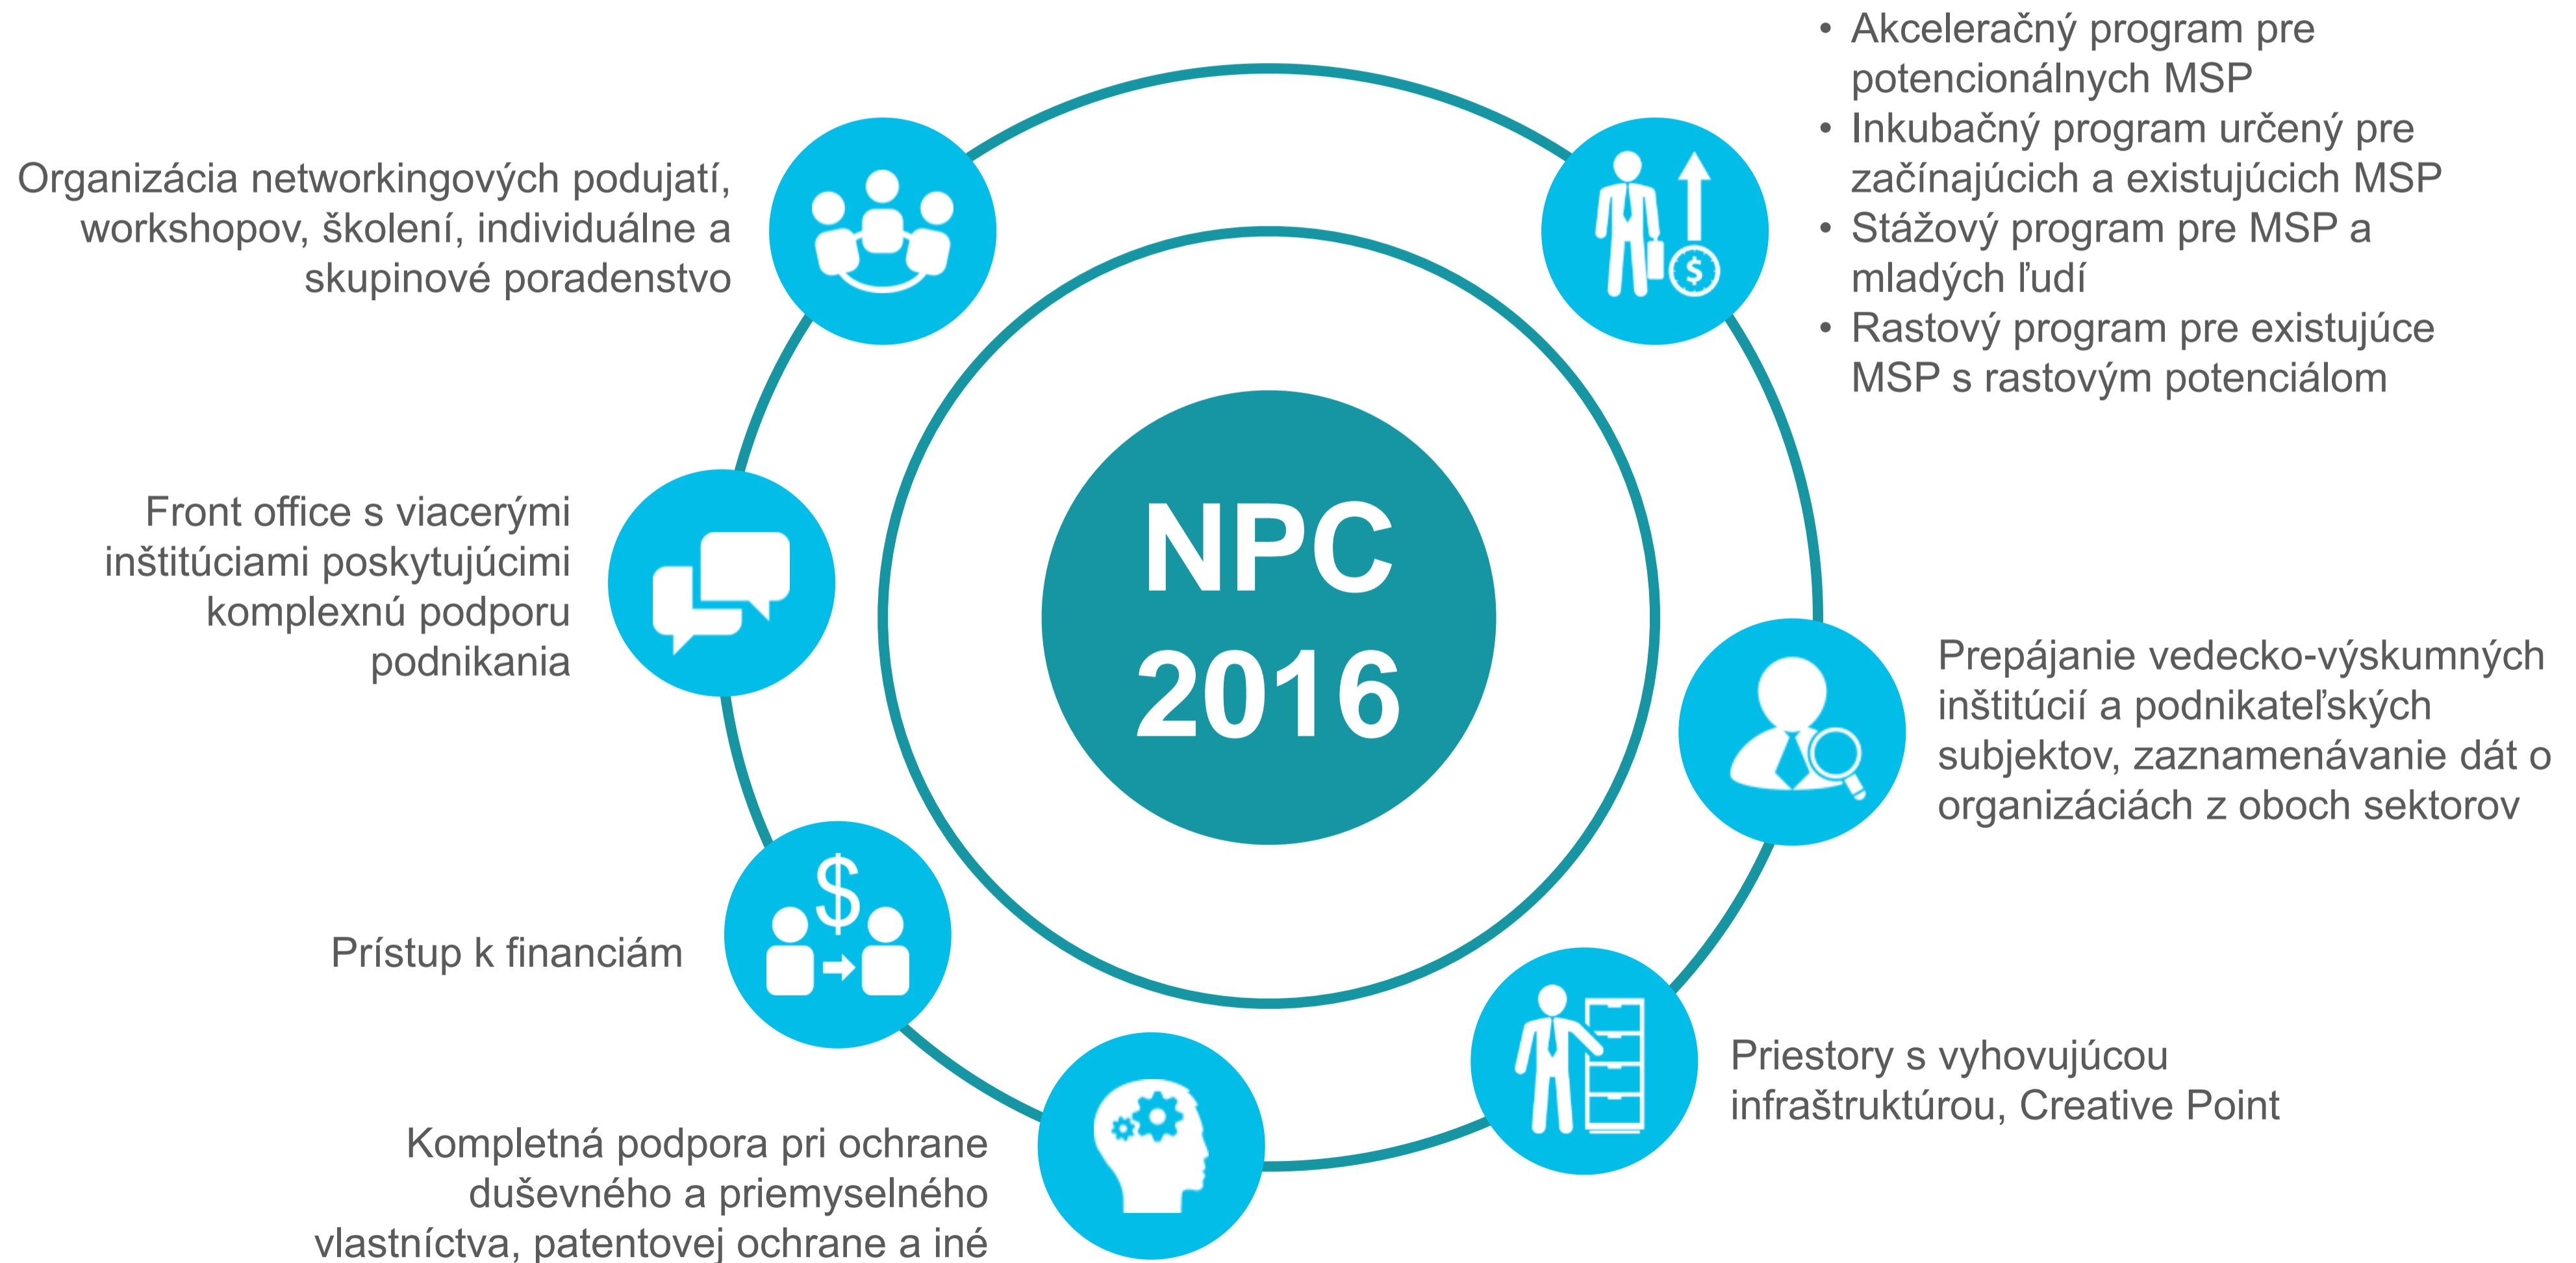 • Akceleračný program pre
potencionálnych MSP
• Inkubačný program určený pre
začínajúcich a existujúcich MSP
• Stážový program pre MSP a
mladých ľudí
• Rastový program pre existujúce
MSP s rastovým potenciálom
Organizácia networkingových podujatí,
workshopov, školení, individuálne a
skupinové poradenstvo
Front office s viacerými
inštitúciami poskytujúcimi
komplexnú podporu
podnikania
NPC
2016
Prepájanie vedecko-výskumných
inštitúcií a podnikateľských
subjektov, zaznamenávanie dát o
organizáciách z oboch sektorov
Prístup k financiám
Priestory s vyhovujúcou
infraštruktúrou, Creative Point
Kompletná podpora pri ochrane
duševného a priemyselného
vlastníctva, patentovej ochrane a iné